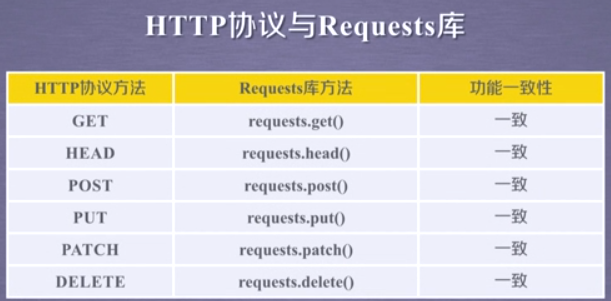 HTTP协议与Requests库
HTTP协议方法 Requests库方法 功能一致性
GET requests.get() 一致
HEAD requests.head() 一致
POST requests.post() 一致
PUT requests.put() 一致
PATCH requests.patch() 一致
DELETE requests.delete() 一致